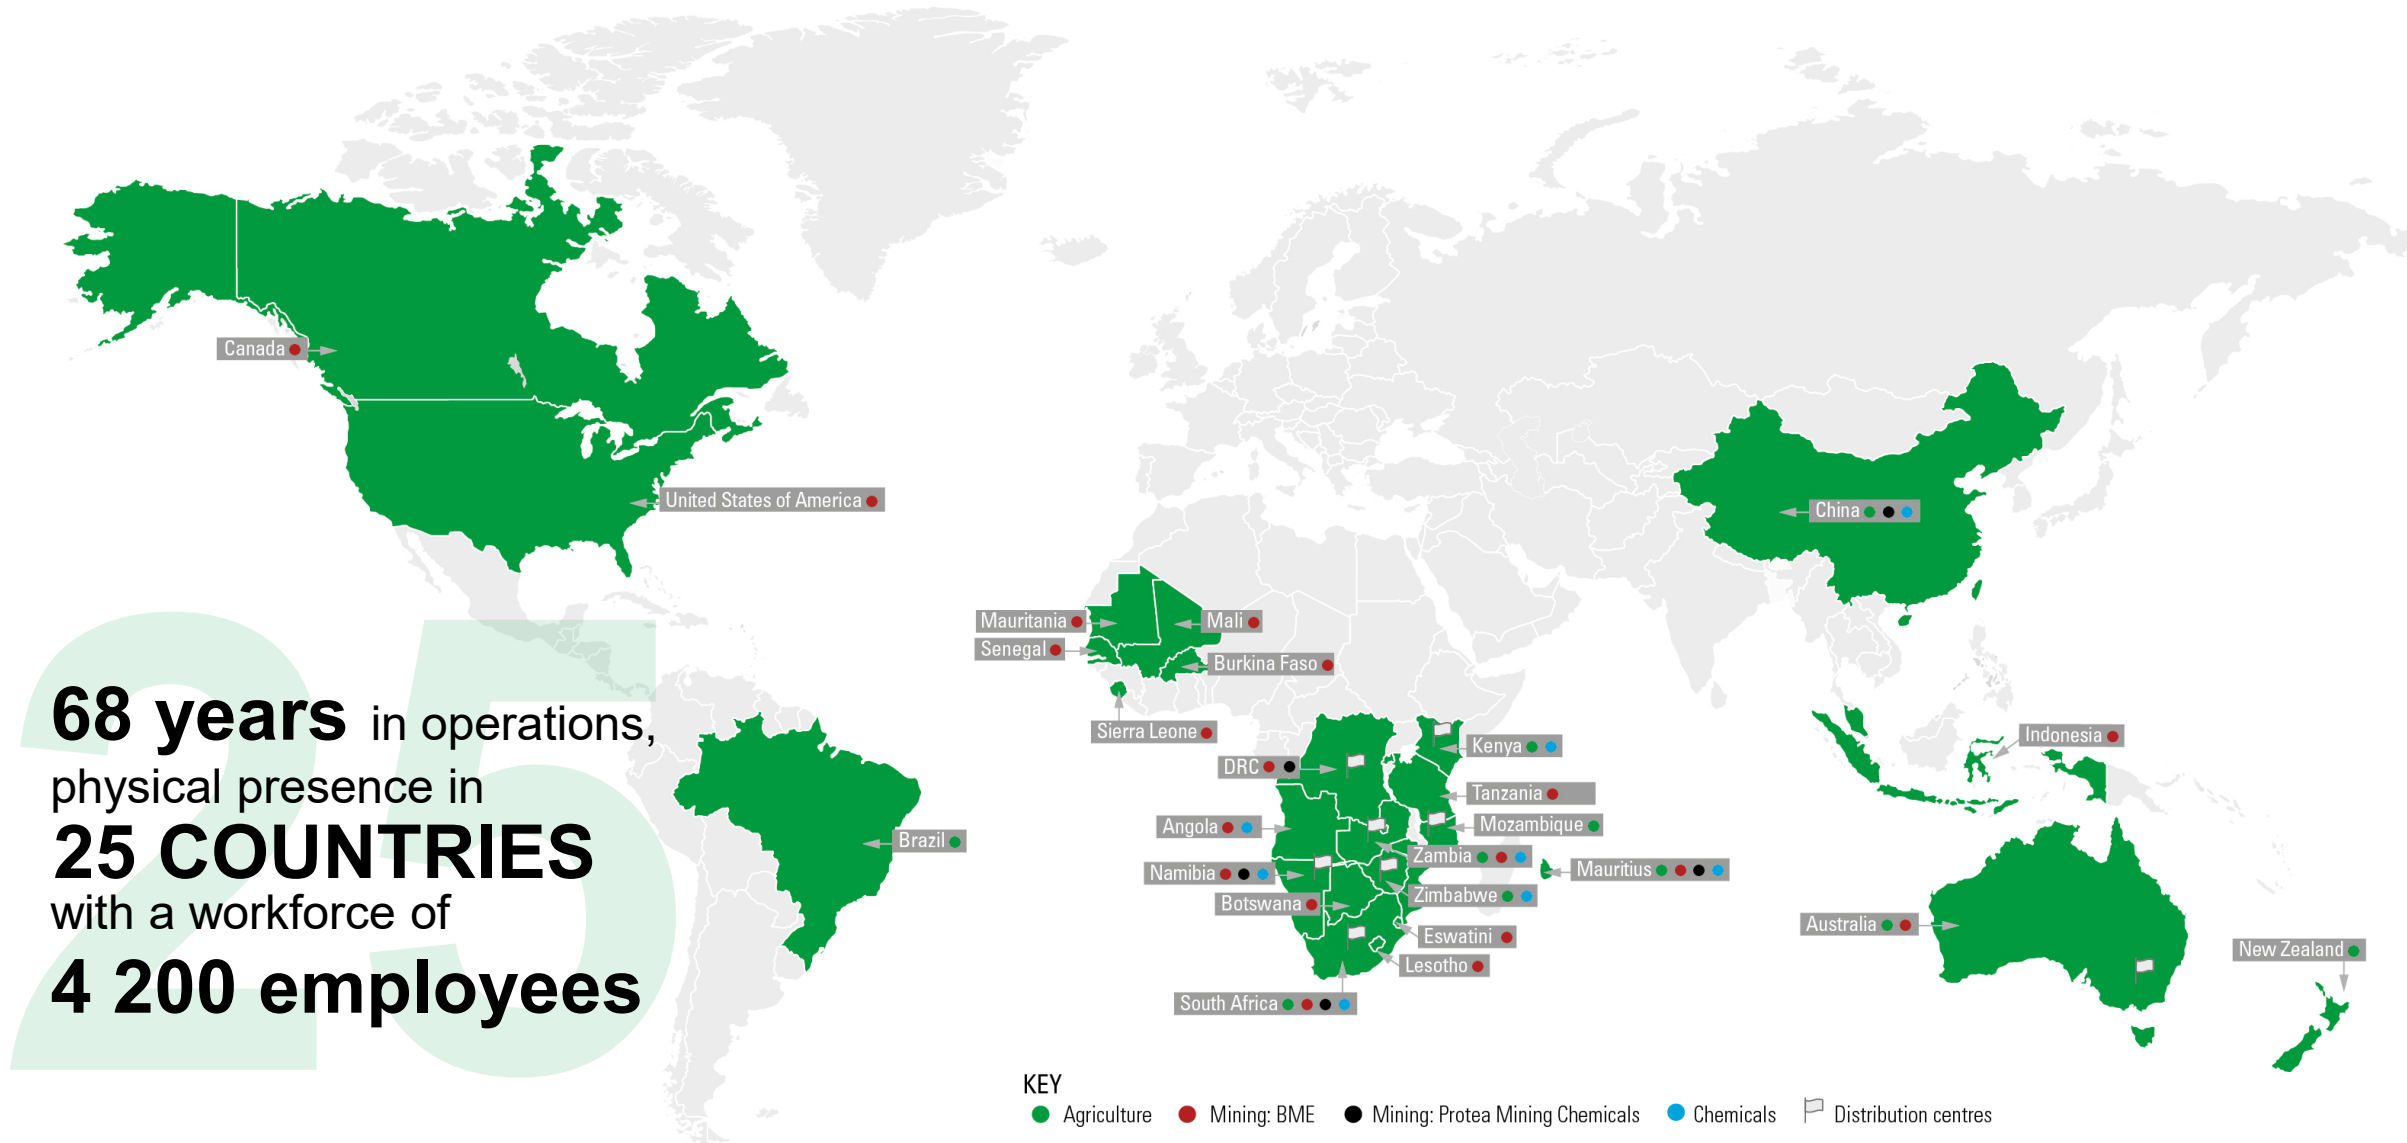 Canada
United States of America
China
Mauritania
Mali
Senegal
Burkina Faso
Sierra Leone
25
68 years in operations,
physical presence in
25 COUNTRIES
with a workforce of
4 200 employees
Brazil
Kenya
DRC
Tanzania
Angola
Mozambique
Zambia
Namibia
Mauritius
Zimbabwe
Botswana
Eswatini
Lesotho
South Africa
Indonesia
Australia
New Zealand
KEY
Agriculture Mining: BME Mining: Protea Mining Chemicals Chemicals Distribution centres